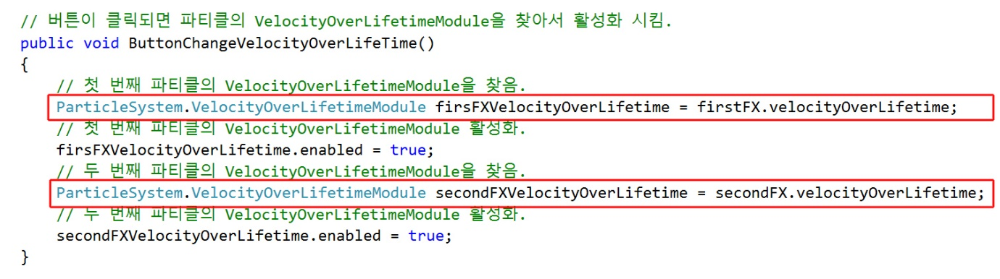 // 버튼이 클릭되면 파티클의 VelocityOverLifetimeModule을 찾아서 활성화 시킴.
public void ButtonChangeVelocityOverLifeTime()
{
// 첫 번째 파티클의 VelocityOverLifetimeModule을 찾음.
ParticleSystem.VelocityOverLifetimeModule firsFXVelocityOverLifetime = firstFX.velocityOverLifetime;
// 첫 번째 파티클의 VelocityOverLifetimeModule 활성화.
firsFXVelocityOverLifetime.enabled = true;
// 두 번째 파티클의 VelocityOverLifetimeModule을 찾음.
ParticleSystem.VelocityOverLifetimeModule secondFXVelocityOverLifetime = secondFX.velocityOverLifetime;
// 두 번째 파티클의 VelocityOverLifetimeModule 활성화.
secondFXVelocityOverLifetime.enabled = true;
}